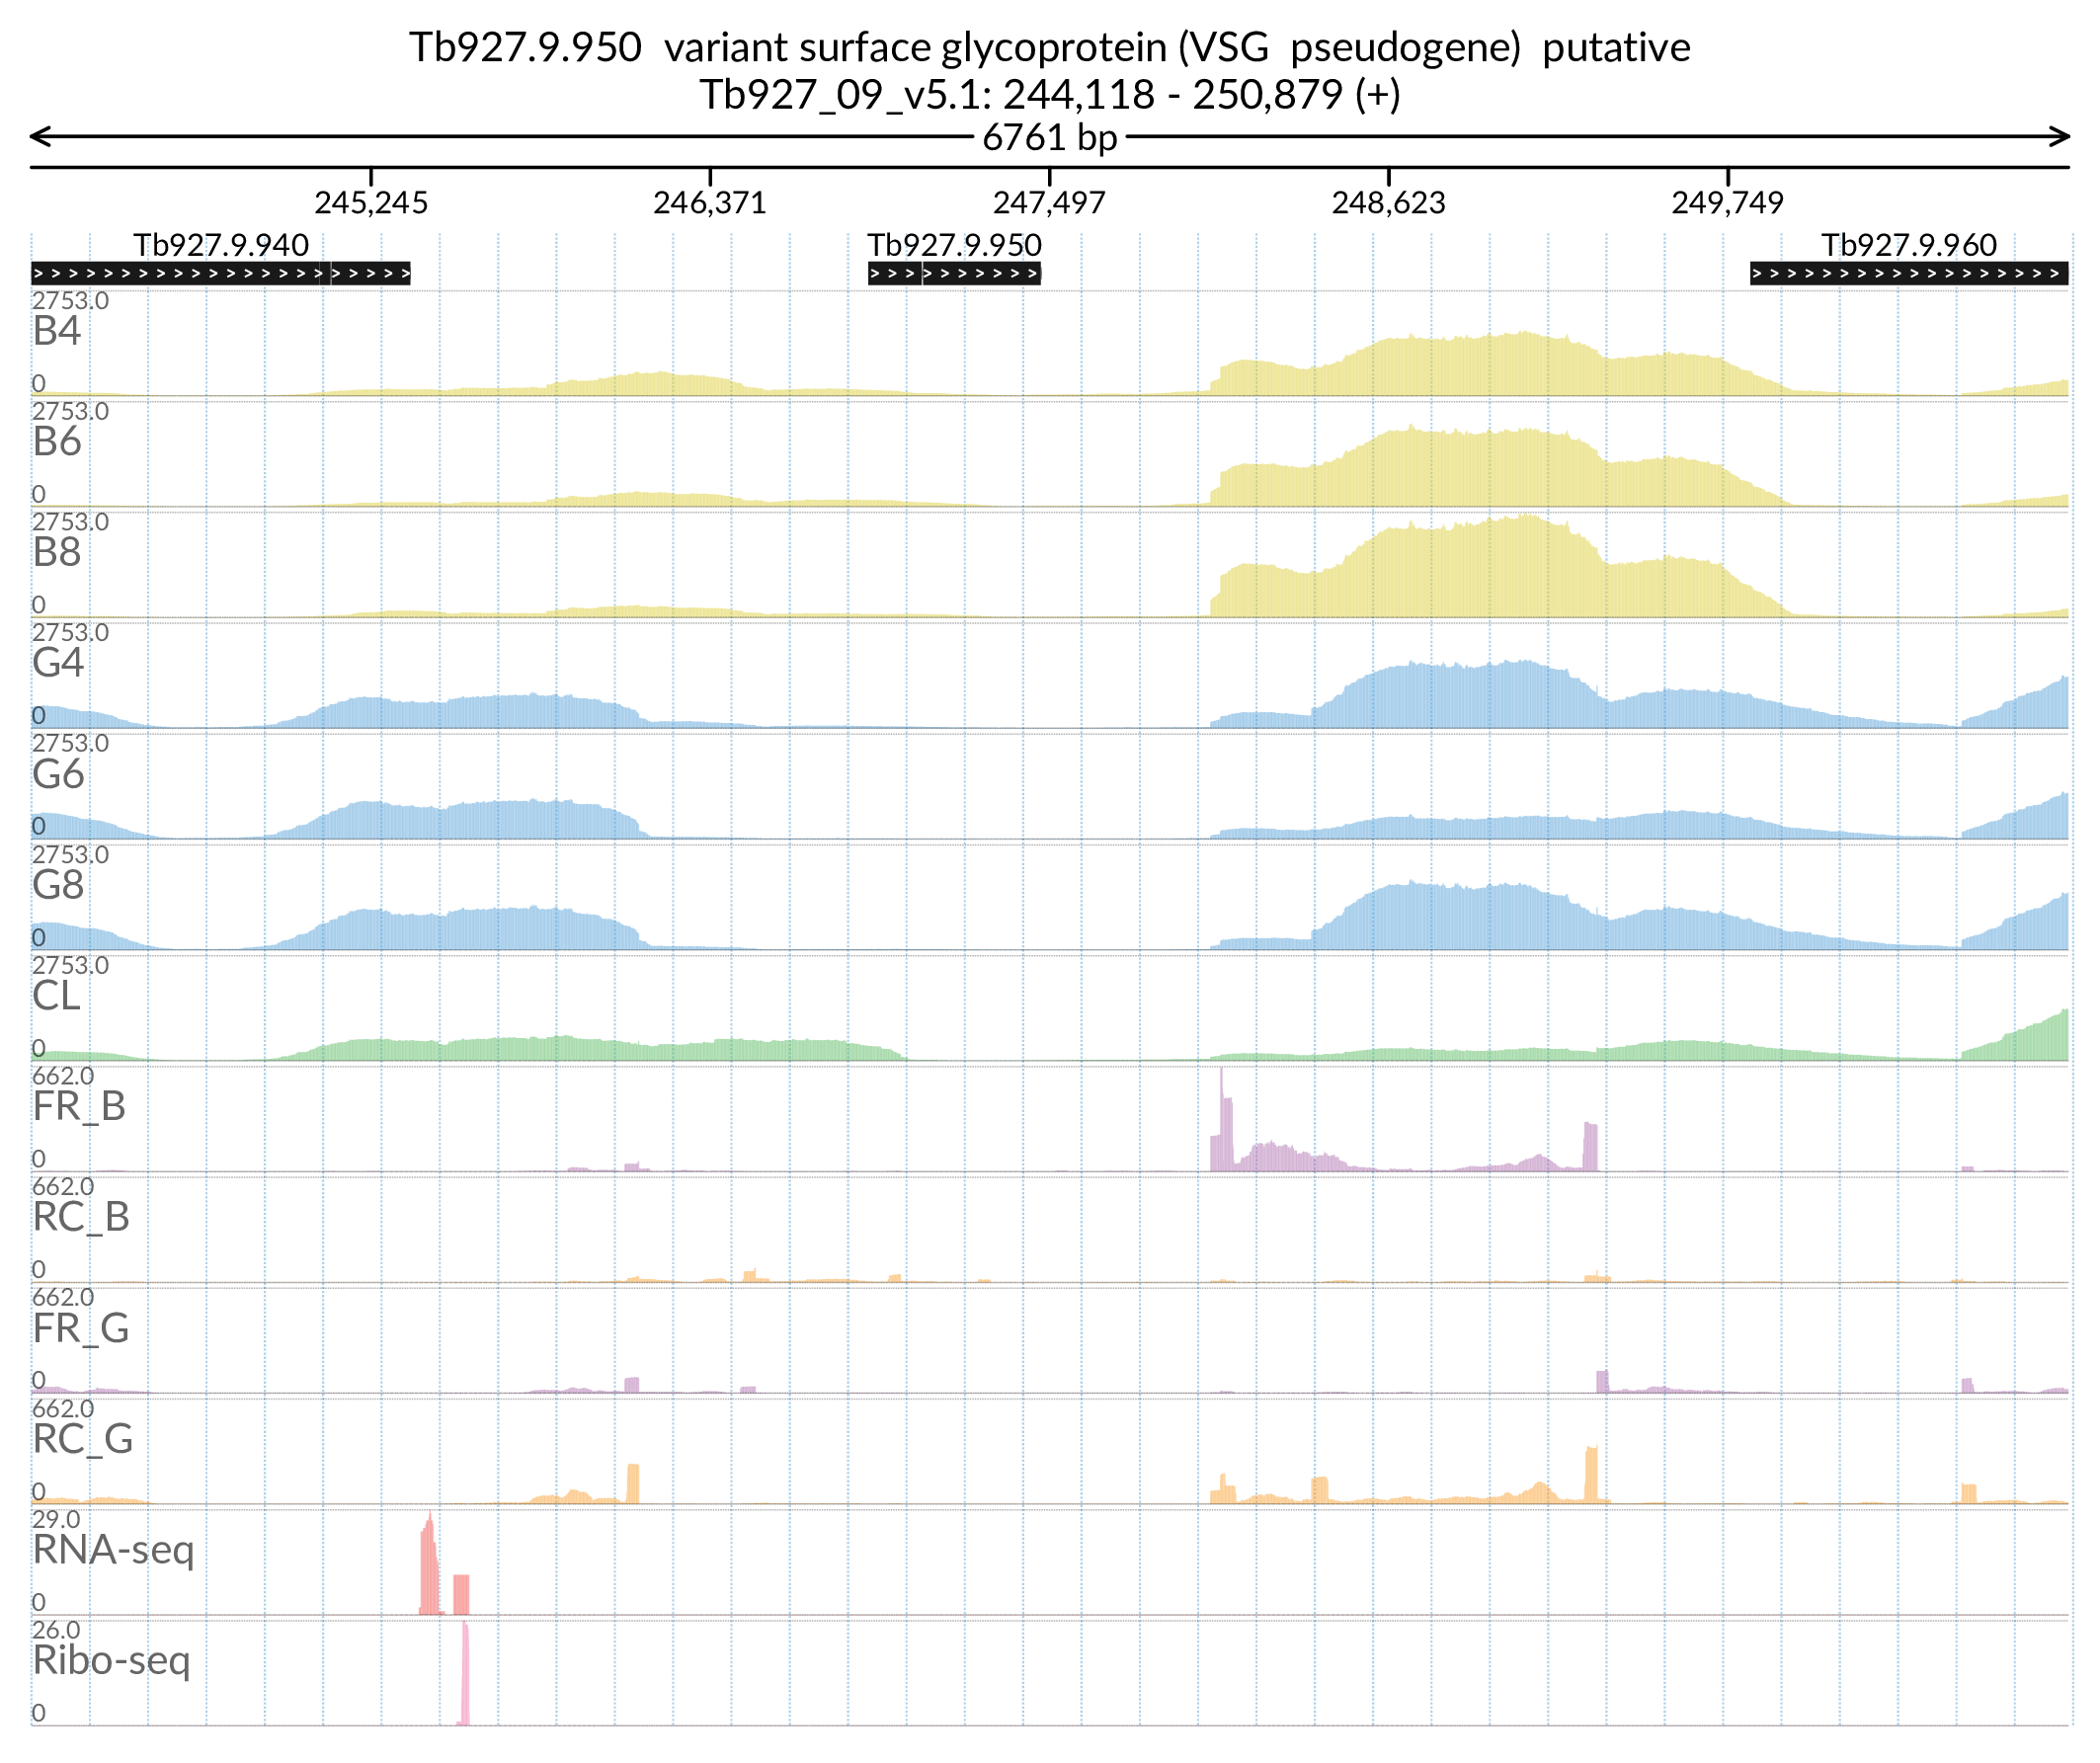 Tb927.9.950 variant surface glycoprotein (VSG pseudogene) putative
Tb927_09_v5.1: 244,118 - 250,879 (+)
6761 bp
245,245 246,371 247,497 248,623 249,749
Tb927.9.940 Tb927.9.950 Tb927.9.960
2753.0
B4
0
2753.0
B6
0
2753.0
B8
0
2753.0
G4
0
2753.0
G6
0
2753.0
G8
0
2753.0
CL
0
662.0
FR_B
0
662.0
RC_B
0
662.0
FR_G
0
662.0
RC_G
0
29.0
RNA-seq
0
26.0
Ribo-seq
0